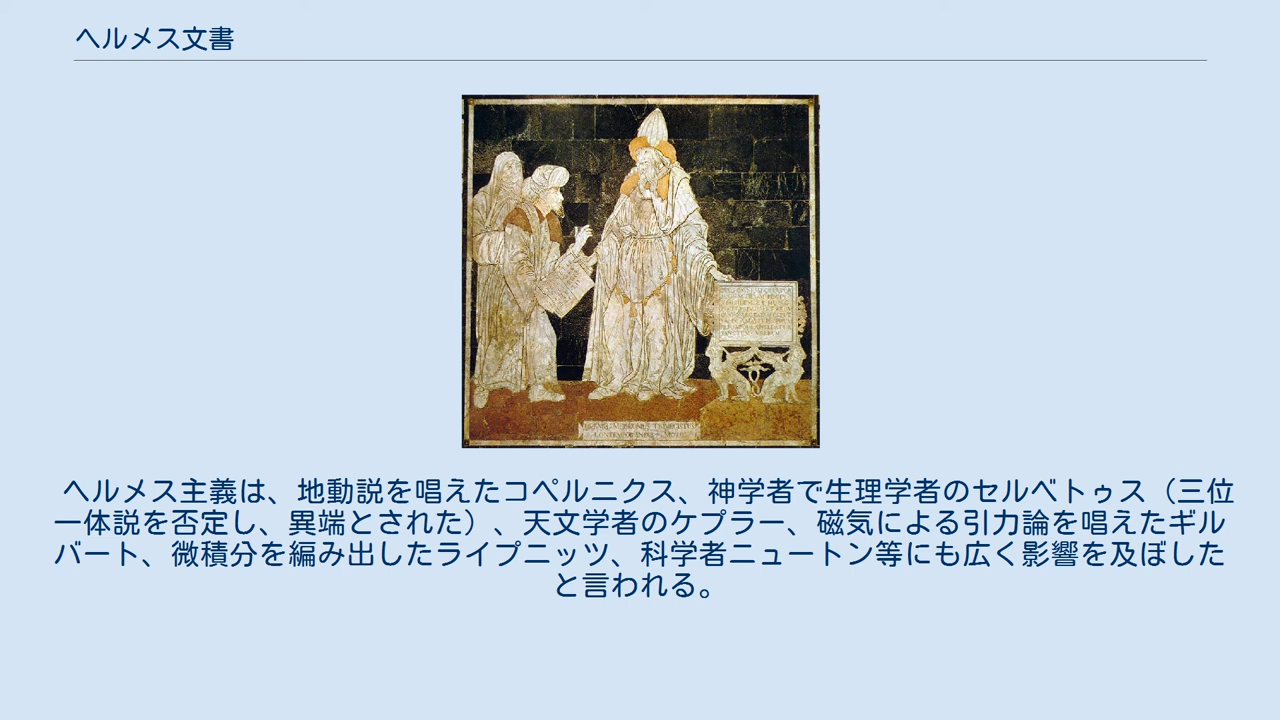 ヘルメス文書
ヘルメス主義は、地動説を唱えたコペルニクス、神学者で生理学者のセルベトゥス（三位
一体説を否定し、異端とされた）、天文学者のケプラー、磁気による引力論を唱えたギル
バート、微積分を編み出したライプニッツ、科学者ニュートン等にも広く影響を及ぼした
と言われる。